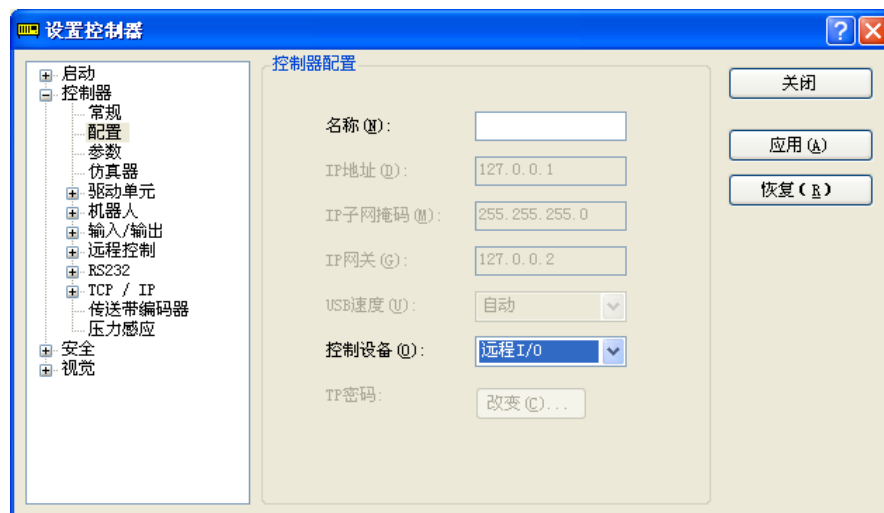 设置控制器
启动
控制器
常规
配置
参数
仿真器
驱动单元
机器人
输入/输出
远程控制
RS232
TCP / IP
传送带编码器
压力感应
安全
视觉
控制器配置
名称(N):
IP地址(D): 127.0.0.1
IP子网掩码(M): 255.255.255.0
IP网关(G): 127.0.0.2
USB速度(U): 自动
控制设备(O): 远程I/O
TP密码: 改变(C)...
关闭
应用(A)
恢复(R)